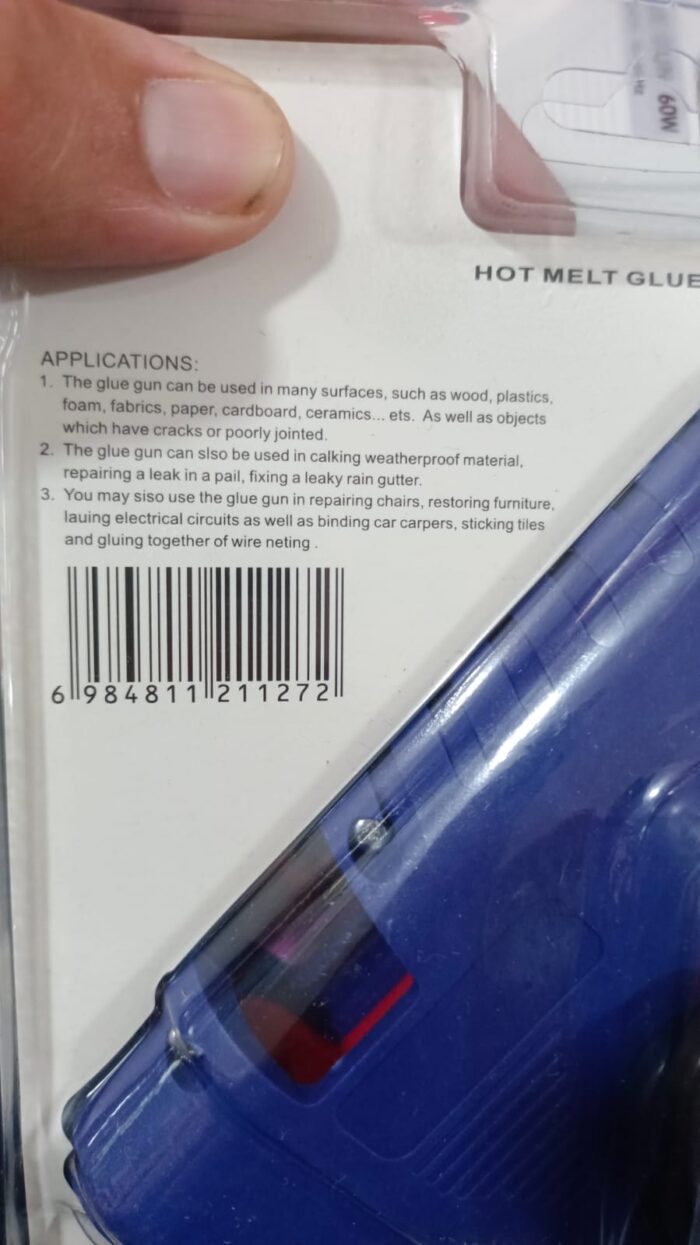 60W
HOT MELT GLUE
APPLICATIONS:
1. The glue gun can be used in many surfaces, such as wood, plastics,
foam, fabrics, paper, cardboard, ceramics... ets. As well as objects
which have cracks or poorly jointed.
2. The glue gun can slso be used in calking weatherproof material,
repairing a leak in a pail, fixing a leaky rain gutter.
3. You may siso use the glue gun in repairing chairs, restoring furniture,
lauing electrical circuits as well as binding car carpers, sticking tiles
and gluing together of wire neting .
6 984811 211272